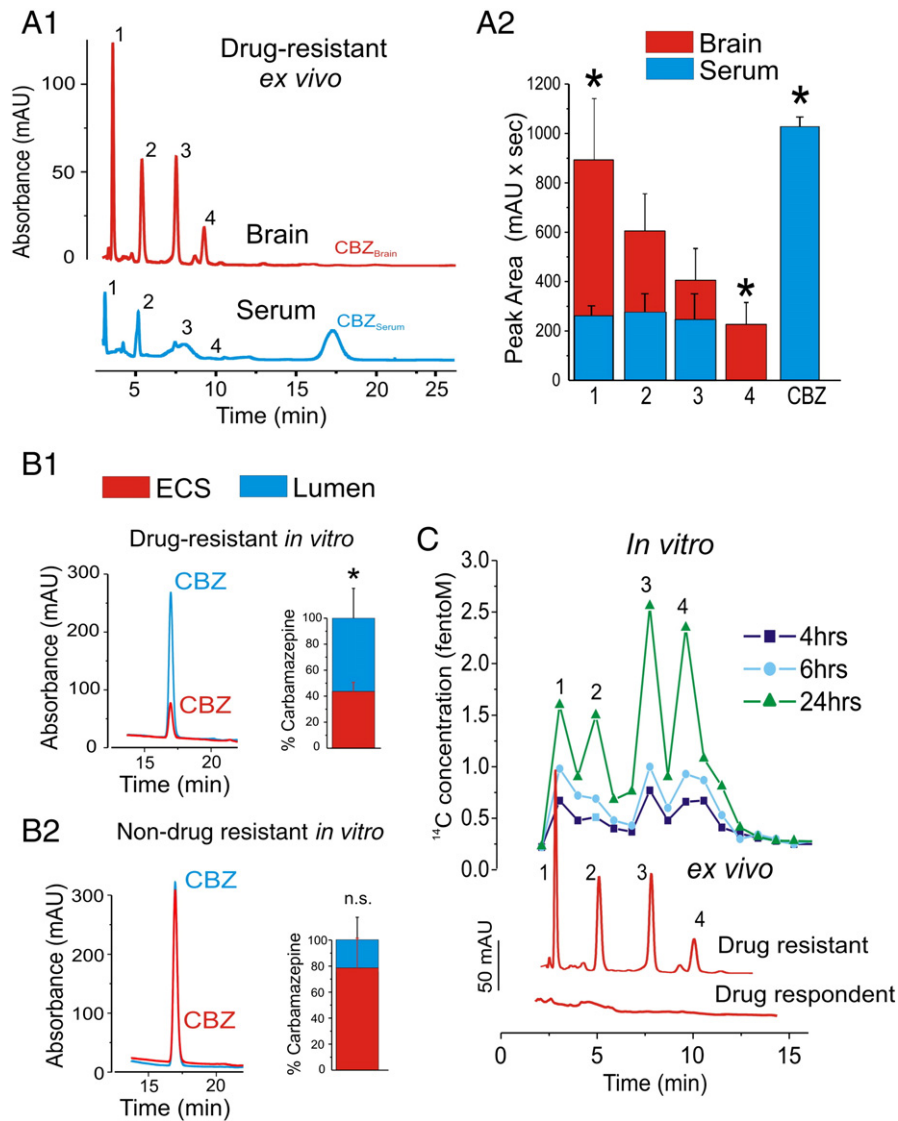 A1
Drug-resistant
ex vivo
Absorbance (mAU)
100
50
0
1
2
3
4
Brain
CBZBrain
1
2
3
4
Serum
CBZSerum
5 10 15 20 25
Time (min)
A2
Brain
Serum
Peak Area (mAU x sec)
1200
1000
800
600
400
200
0
* * *
1 2 3 4 CBZ
B1
ECS Lumen
Drug-resistant in vitro
Absorbance (mAU)
300
200
100
0
CBZ
CBZ
15 20
Time (min)
*
% Carbamazepine
100
80
60
40
20
0
B2
Non-drug resistant in vitro
Absorbance (mAU)
300
200
100
0
CBZ
CBZ
15 20
Time (min)
n.s.
% Carbamazepine
100
80
60
40
20
0
C
In vitro
14C concentration (fentoM)
3.0
2.5
2.0
1.5
1.0
0.5
0.0
1
2
3
4
4hrs
6hrs
24hrs
ex vivo
1
2
3
4
50 mAU
Drug resistant
Drug respondent
0 5 10 15
Time (min)